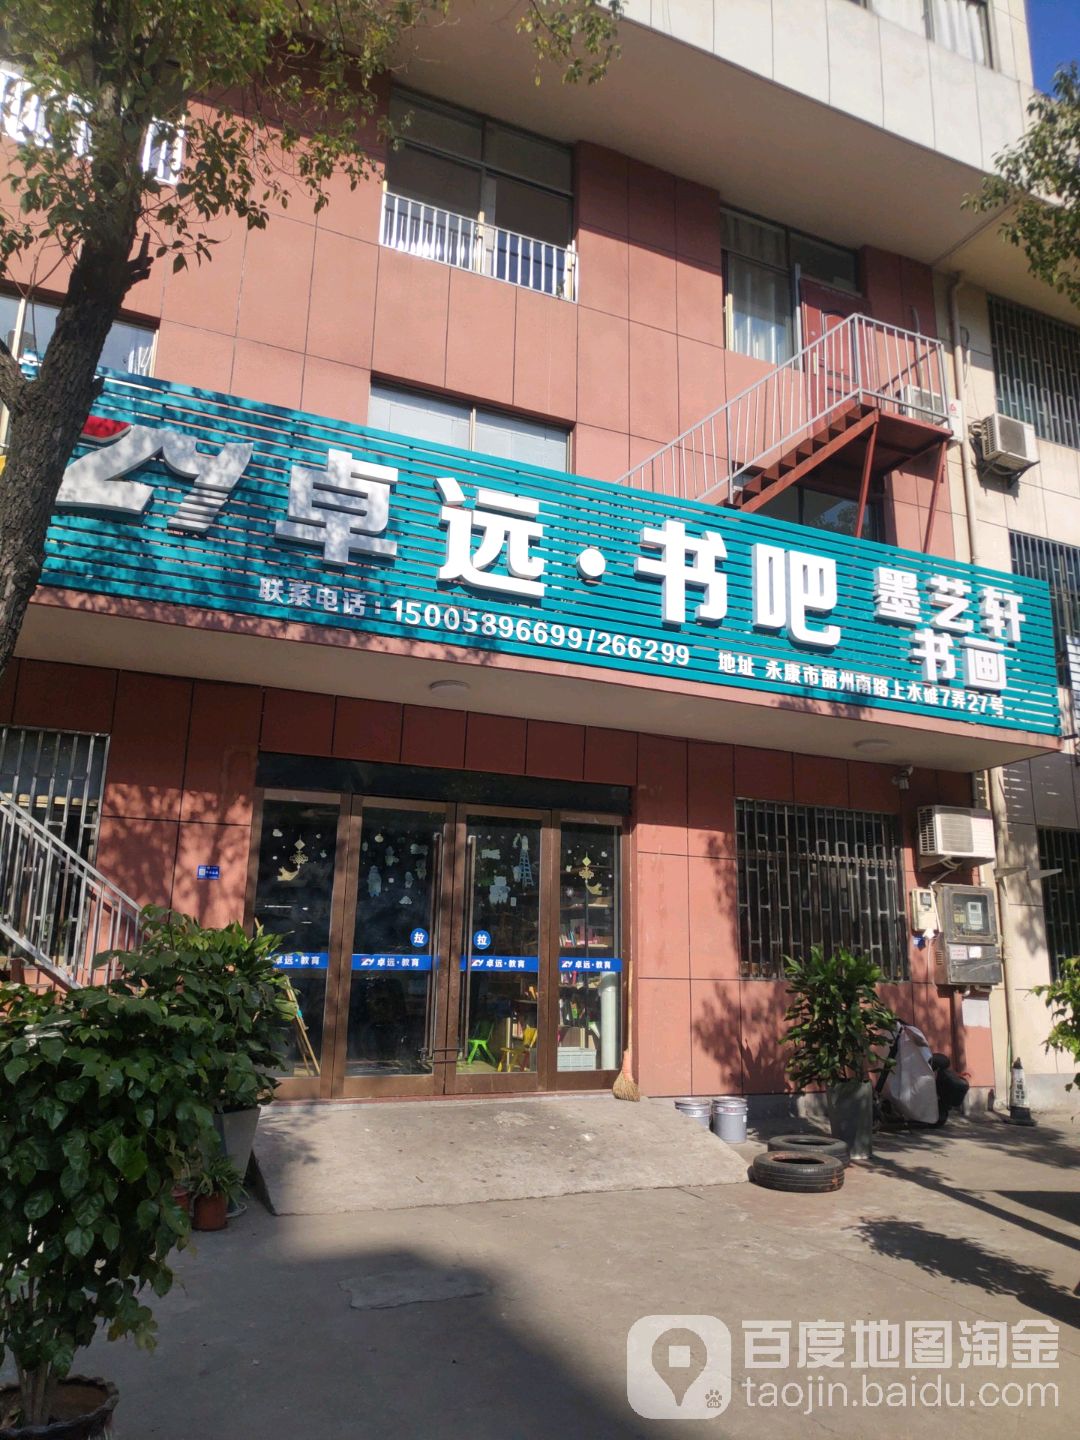 ZY 卓远·书吧
墨艺轩
书画
联系电话：15005896699/266299
地址 永康市丽州南路上水碓7弄27号
拉
拉
卓远·教育
ZY 卓远·教育
ZY 卓远·教育
ZY 卓远·教育
百度地图淘金
taojin.baidu.com